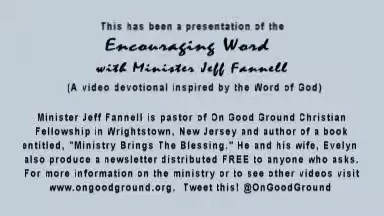 This has been a presentation of the
Encouraging Word
with Minister Jeff Fannell
(A video devotional inspired by the Word of God)
Minister Jeff Fannell is pastor of On Good Ground Christian
Fellowship in Wrightstown, New Jersey and author of a book
entitled, "Ministry Brings The Blessing." He and his wife, Evelyn
also produce a newsletter distributed FREE to anyone who asks.
For more information on the ministry or to see other videos visit
www.ongoodground.org. Tweet this! @OnGoodGround